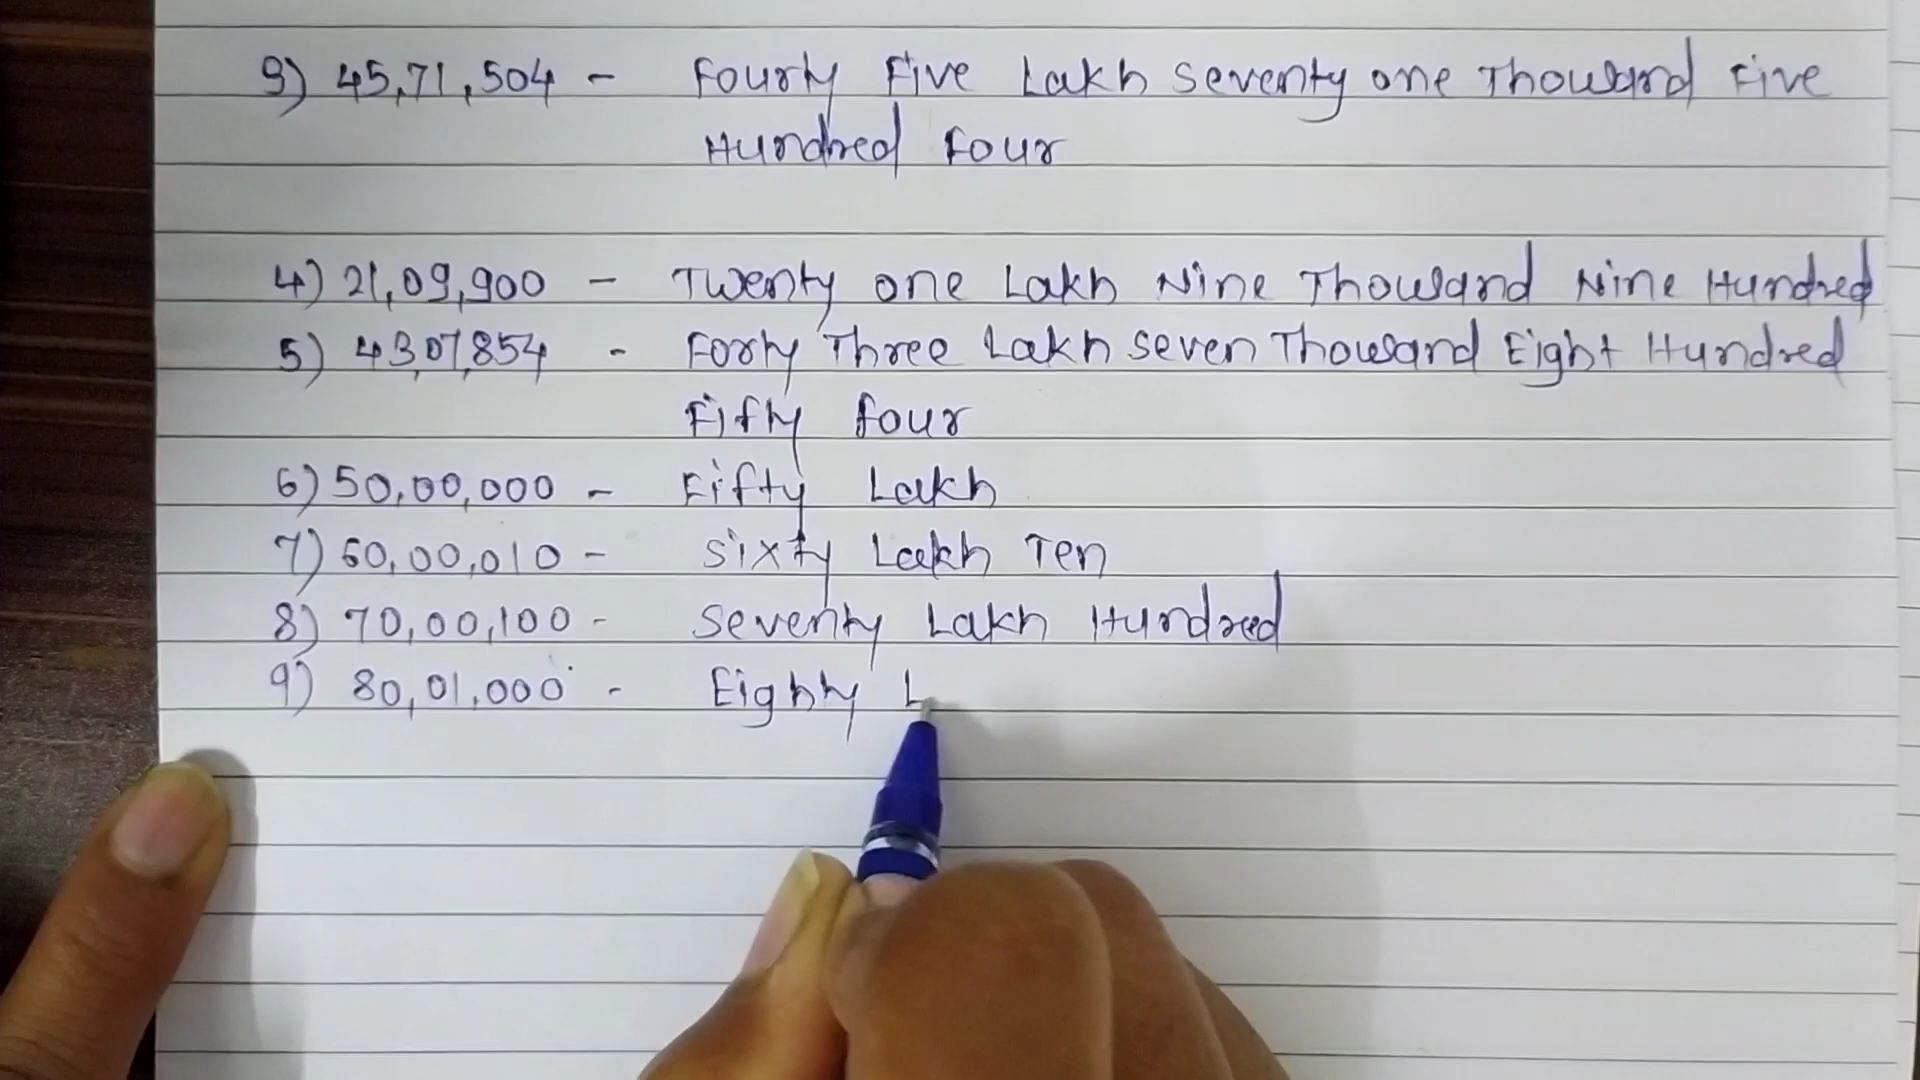 3) 45,71,504 - Fourty Five Lakh Seventy one Thousand Five
Hundred Four
4) 21,09,900 - Twenty one Lakh Nine Thousand Nine Hundred
5) 43,07,854 - Forty Three Lakh Seven Thousand Eight Hundred
Fifty four
6) 50,00,000 - Fifty Lakh
7) 60,00,010 - Sixty Lakh Ten
8) 70,00,100 - Seventy Lakh Hundred
9) 80,01,000 - Eighty L